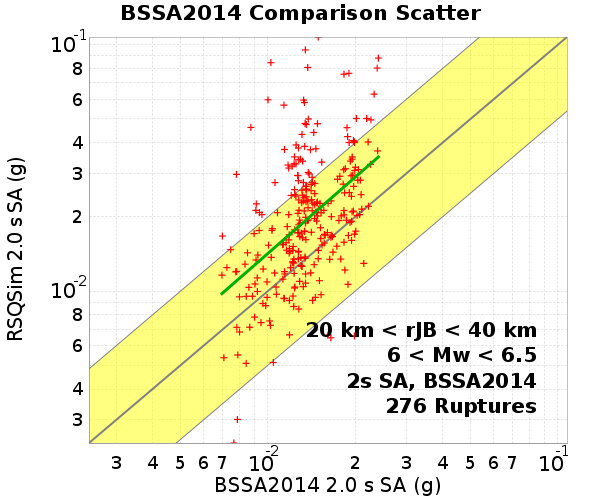 BSSA2014 Comparison Scatter
RSQSim 2.0 s SA (g)
10-1
8
6
4
3
2
10-2
8
6
4
3
20 km < rJB < 40 km
6 < Mw < 6.5
2s SA, BSSA2014
276 Ruptures
3 4 5 6 7 10-2 2 3 4 5 6 7 10-1
BSSA2014 2.0 s SA (g)